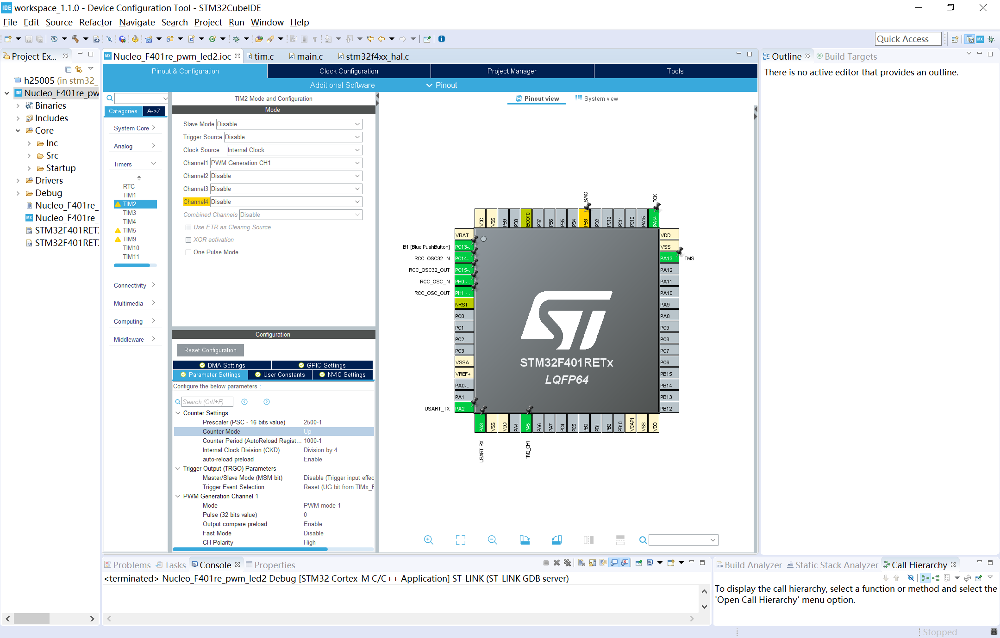 workspace_1.1.0 - Device Configuration Tool - STM32CubeIDE
File Edit Source Refactor Navigate Search Project Run Window Help
Quick Access
Project Ex...
h25005 (in stm32_
Nucleo_F401re_pw
Binaries
Includes
Core
Inc
Src
Startup
Drivers
Debug
Nucleo_F401re_
Nucleo_F401re_
STM32F401RET.
STM32F401RET.
Nucleo_F401re_pwm_led2.ioc tim.c main.c stm32f4xx_hal.c
Pinout & Configuration Clock Configuration Project Manager Tools
Additional Software Pinout
Categories A->Z
System Core
Analog
Timers
RTC
TIM1
TIM2
TIM3
TIM4
TIM5
TIM9
TIM10
TIM11
Connectivity
Multimedia
Computing
Middleware
TIM2 Mode and Configuration
Mode
Slave Mode Disable
Trigger Source Disable
Clock Source Internal Clock
Channel1 PWM Generation CH1
Channel2 Disable
Channel3 Disable
Channel4 Disable
Combined Channels Disable
Use ETR as Clearing Source
XOR activation
One Pulse Mode
Configuration
Reset Configuration
DMA Settings GPIO Settings
Parameter Settings User Constants NVIC Settings
Configure the below parameters :
Search (Crtl+F)
Counter Settings
Prescaler (PSC - 16 bits value) 2500-1
Counter Mode Up
Counter Period (AutoReload Regist... 1000-1
Internal Clock Division (CKD) Division by 4
auto-reload preload Enable
Trigger Output (TRGO) Parameters
Master/Slave Mode (MSM bit) Disable (Trigger input effec
Trigger Event Selection Reset (UG bit from TIMx_E
PWM Generation Channel 1
Mode PWM mode 1
Pulse (32 bits value) 0
Output compare preload Enable
Fast Mode Disable
CH Polarity High
Pinout view System view
SWO TCK
VDD VSS PB9 PB8 BOOT0 PB7 PB6 PB5 PB4 PB3 PD2 PC12 PC11 PC10 PA15 PA14
VBAT
B1 [Blue PushButton] PC13-..
RCC_OSC32_IN PC14-..
RCC_OSC32_OUT PC15-..
RCC_OSC_IN PH0 - ..
RCC_OSC_OUT PH1 - ..
NRST
PC0
PC1
PC2
PC3
VSSA..
VREF+
PA0-..
PA1
USART_TX PA2
ST
STM32F401RETx
LQFP64
VDD
VSS
PA13 TMS
PA12
PA11
PA10
PA9
PA8
PC9
PC8
PC7
PC6
PB15
PB14
PB13
PB12
PA3 VSS VDD PA4 PA5 PA6 PA7 PC4 PC5 PB0 PB1 PB2 PB10 VCAP1 VSS VDD
USART_RX TIM2_CH1
Outline Build Targets
There is no active editor that provides an outline.
Problems Tasks Console Properties
<terminated> Nucleo_F401re_pwm_led2 Debug [STM32 Cortex-M C/C++ Application] ST-LINK (ST-LINK GDB server)
Build Analyzer Static Stack Analyzer Call Hierarchy
To display the call hierarchy, select a function or method and select the
'Open Call Hierarchy' menu option.
Stopped